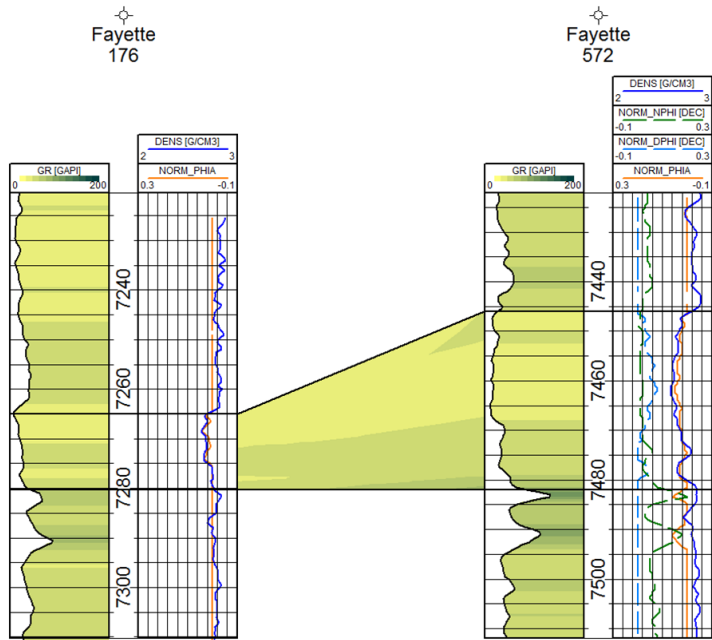 Fayette
176
Fayette
572
DENS [G/CM3]
2 3
NORM_NPHI [DEC]
-0.1 0.3
NORM_DPHI [DEC]
-0.1 0.3
NORM_PHIA
0.3 -0.1
GR [GAPI]
0 200
DENS [G/CM3]
2 3
NORM_PHIA
0.3 -0.1
GR [GAPI]
0 200
7240
7260
7280
7300
7440
7460
7480
7500